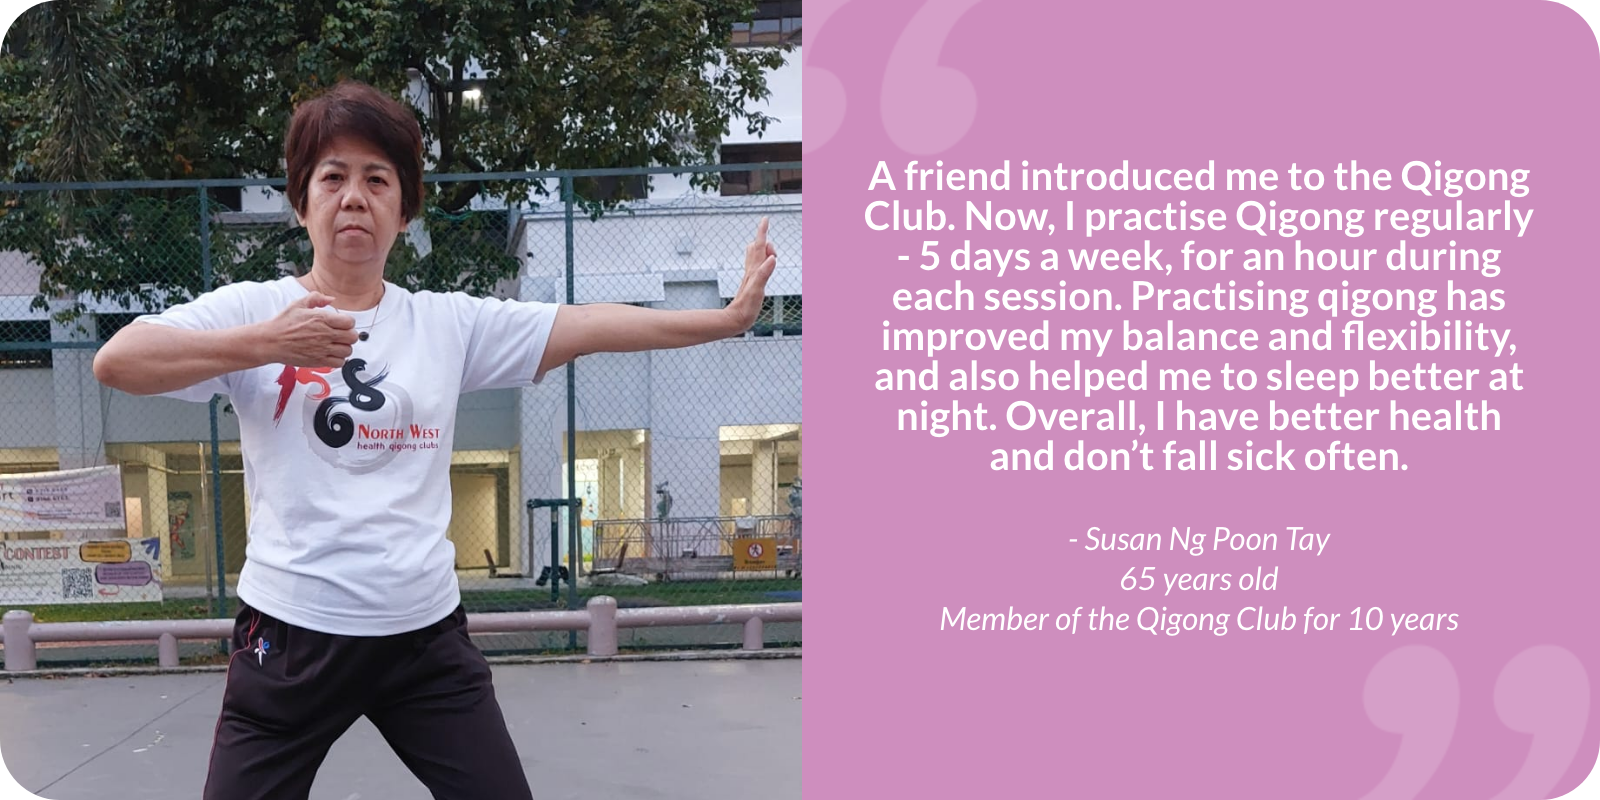 A friend introduced me to the Qigong
Club. Now, I practise Qigong regularly
- 5 days a week, for an hour during
each session. Practising qigong has
improved my balance and flexibility,
and also helped me to sleep better at
night. Overall, I have better health
and don’t fall sick often.
- Susan Ng Poon Tay
65 years old
Member of the Qigong Club for 10 years
NORTH WEST
health qigong clubs
CONTEST